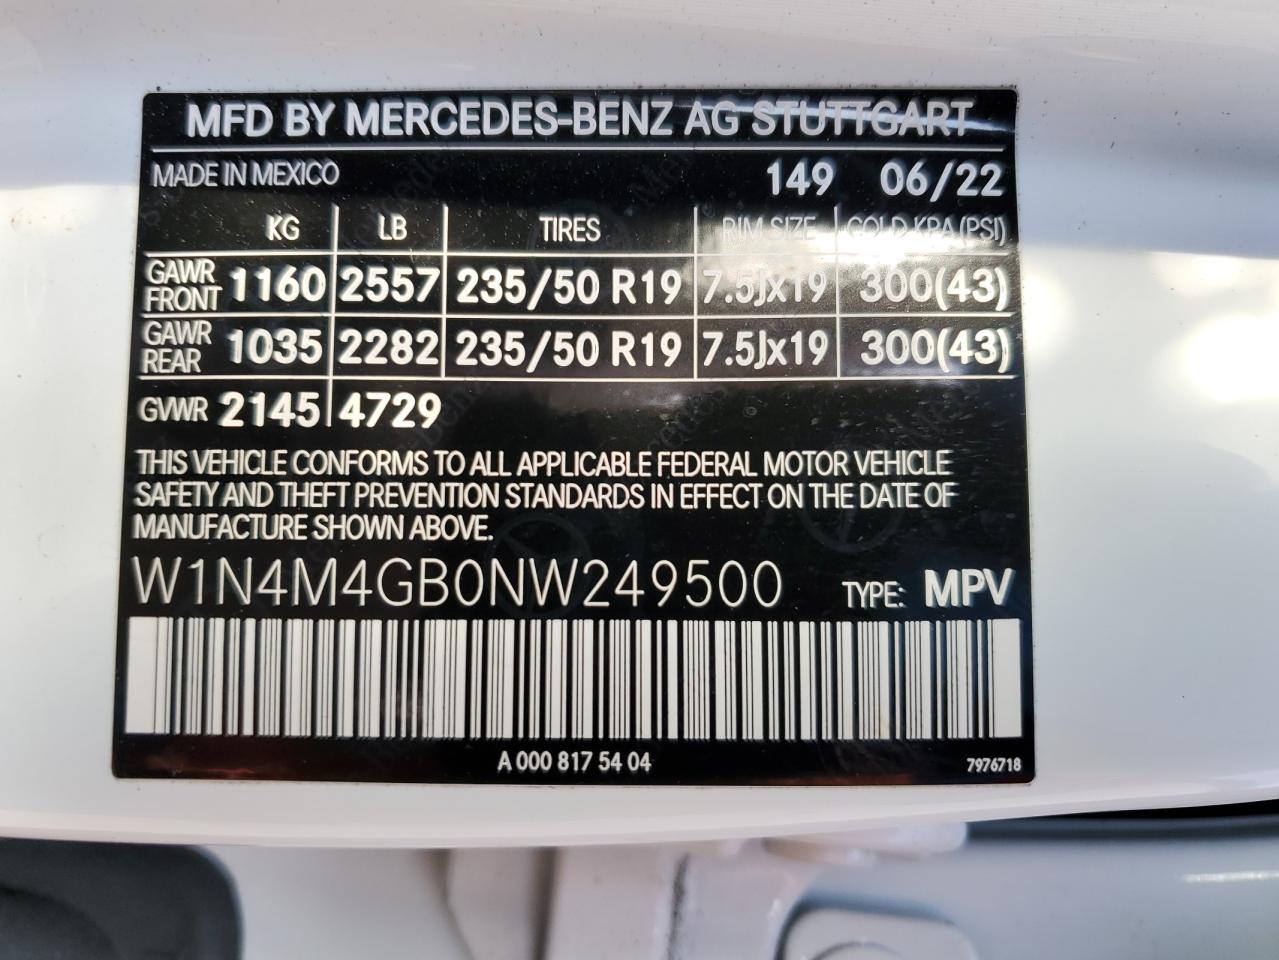 MFD BY MERCEDES-BENZ AG STUTTGART
MADE IN MEXICO 149 06/22
KG LB TIRES RIM SIZE COLD KPA (PSI)
GAWR FRONT 1160 2557 235/50 R19 7.5Jx19 300(43)
GAWR REAR 1035 2282 235/50 R19 7.5Jx19 300(43)
GVWR 2145 4729
THIS VEHICLE CONFORMS TO ALL APPLICABLE FEDERAL MOTOR VEHICLE
SAFETY AND THEFT PREVENTION STANDARDS IN EFFECT ON THE DATE OF
MANUFACTURE SHOWN ABOVE.
W1N4M4GB0NW249500 TYPE: MPV
A 000 817 54 04 7976718